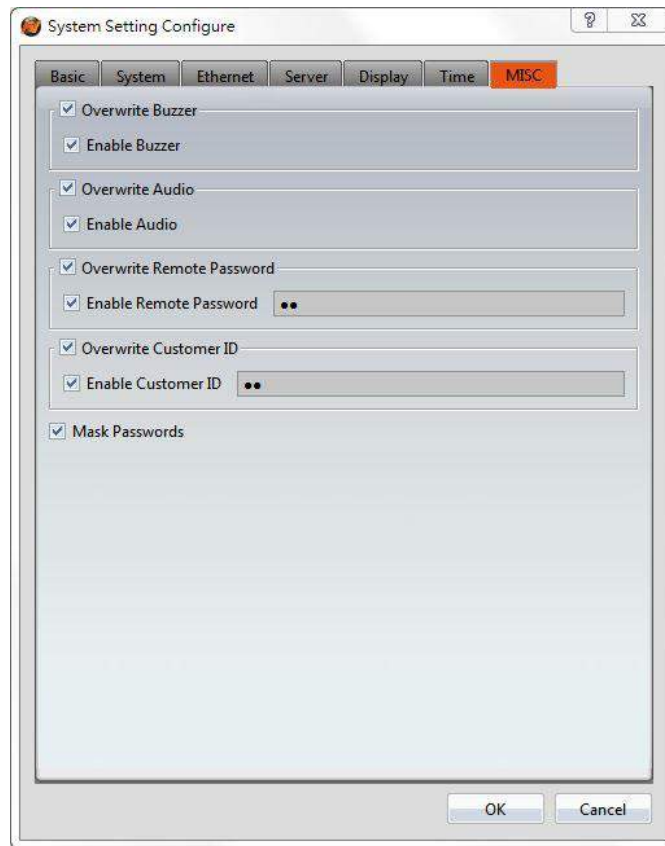 System Setting Configure
Basic System Ethernet Server Display Time MISC
Overwrite Buzzer
Enable Buzzer
Overwrite Audio
Enable Audio
Overwrite Remote Password
Enable Remote Password ●●
Overwrite Customer ID
Enable Customer ID ●●
Mask Passwords
OK Cancel